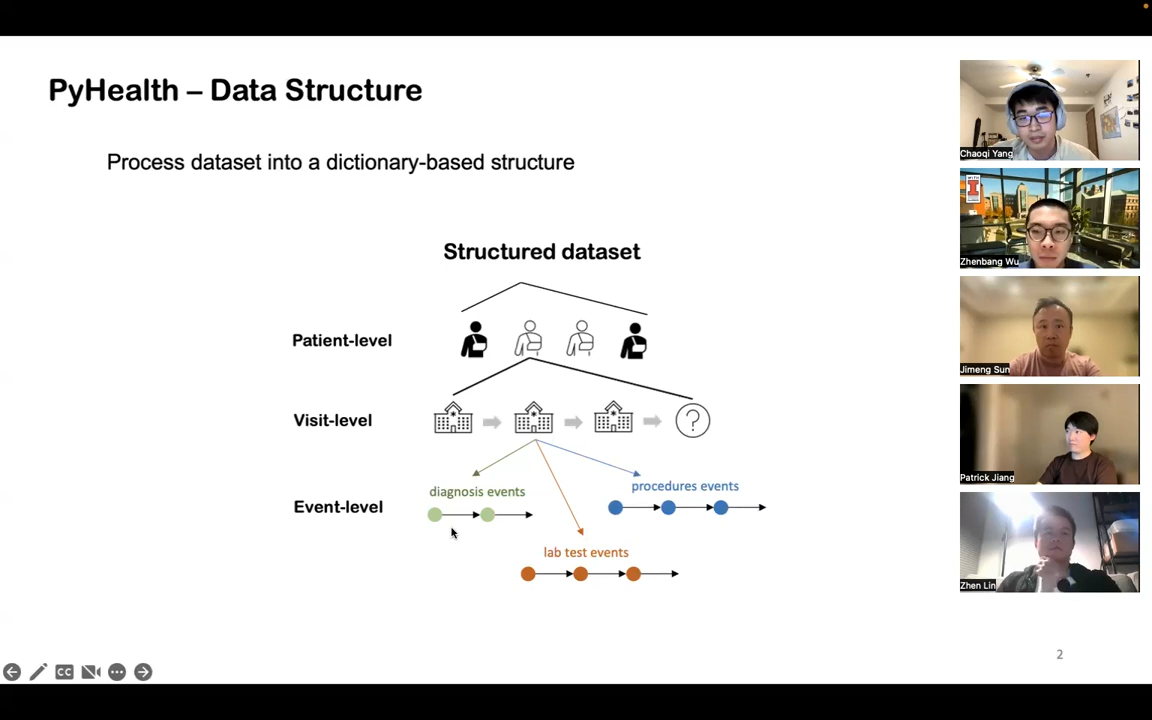 PyHealth – Data Structure
Process dataset into a dictionary-based structure
Structured dataset
Patient-level
Visit-level
?
Event-level
diagnosis events
procedures events
lab test events
2
CC
Chaoqi Yang
I
Zhenbang Wu
Jimeng Sun
Patrick Jiang
Zhen Lin